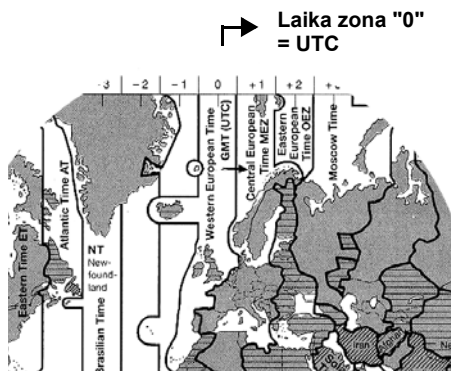 Laika zona "0"
= UTC
-3 -2 -1 0 +1 +2
Eastern Time ET
Atlantic Time AT
NT
New-
found-
land
Brasilian Time
Western European Time
GMT (UTC)
Central European
Time MEZ
Eastern
European
Time OEZ
Moscow Time
Iran